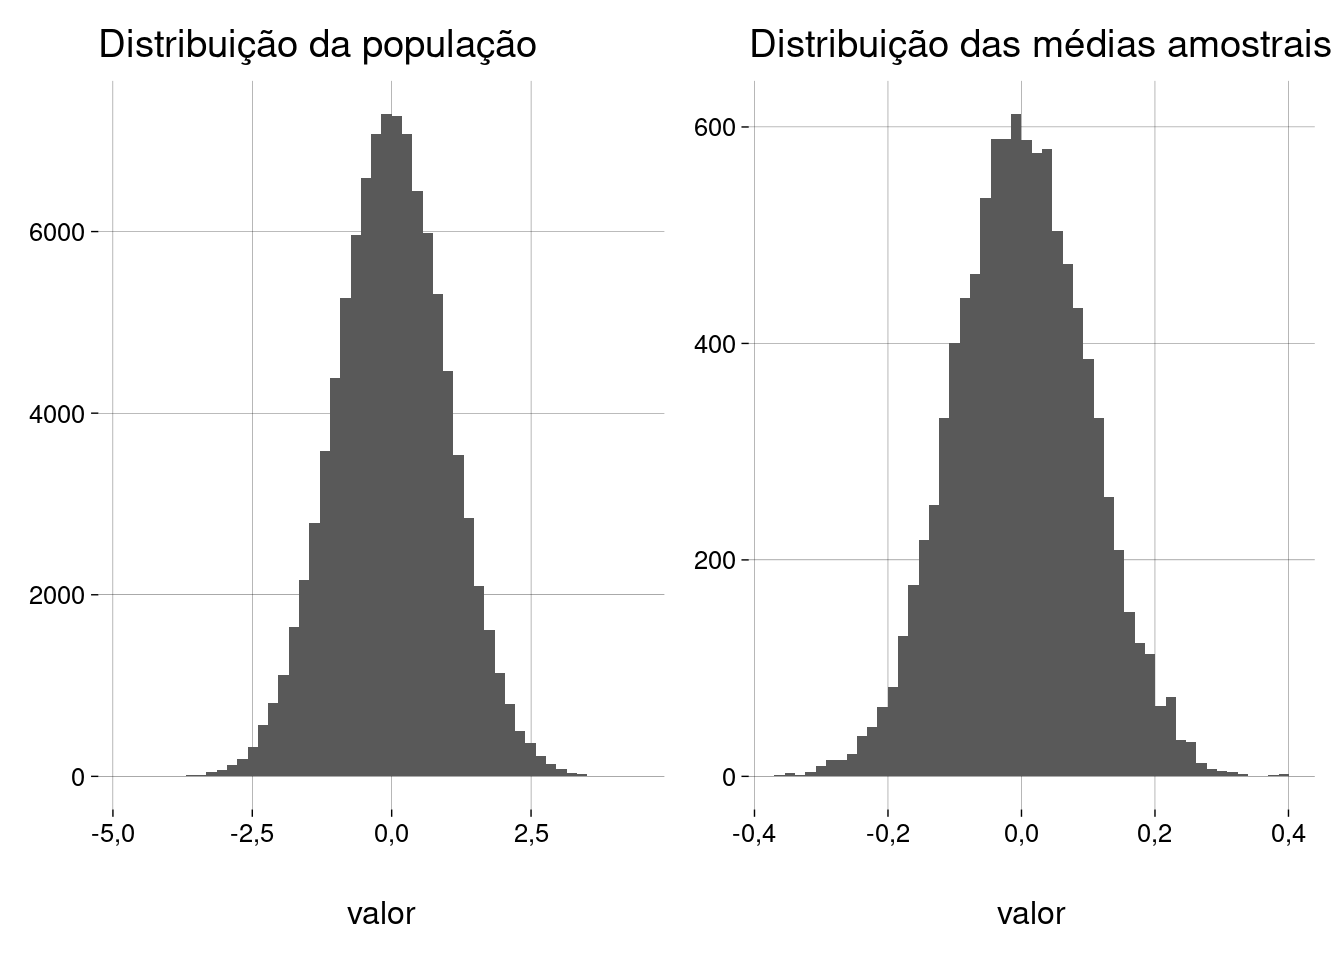 Distribuição da população
6000
4000
2000
0
-5,0 -2,5 0,0 2,5
valor
Distribuição das médias amostrais
600
400
200
0
-0,4 -0,2 0,0 0,2 0,4
valor